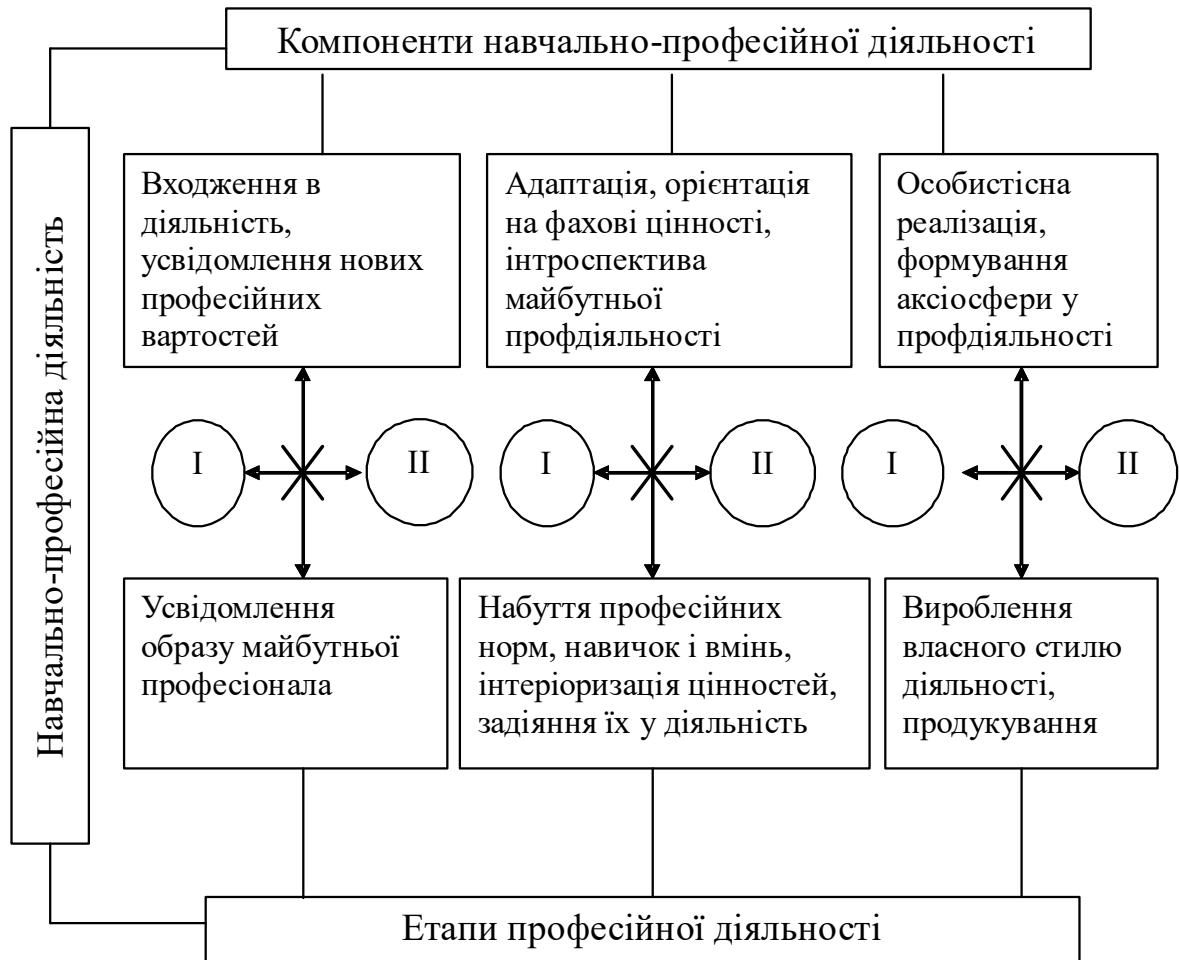 Компоненти навчально-професійної діяльності
Навчально-професійна діяльність
Входження в
діяльність,
усвідомлення нових
професійних
вартостей
Адаптація, орієнтація
на фахові цінності,
інтроспектива
майбутньої
профдіяльності
Особистісна
реалізація,
формування
аксіосфери у
профдіяльності
I
II
I
II
I
II
Усвідомлення
образу майбутньої
професіонала
Набуття професійних
норм, навичок і вмінь,
інтеріоризація цінностей,
задіяння їх у діяльність
Вироблення
власного стилю
діяльності,
продукування
Етапи професійної діяльності